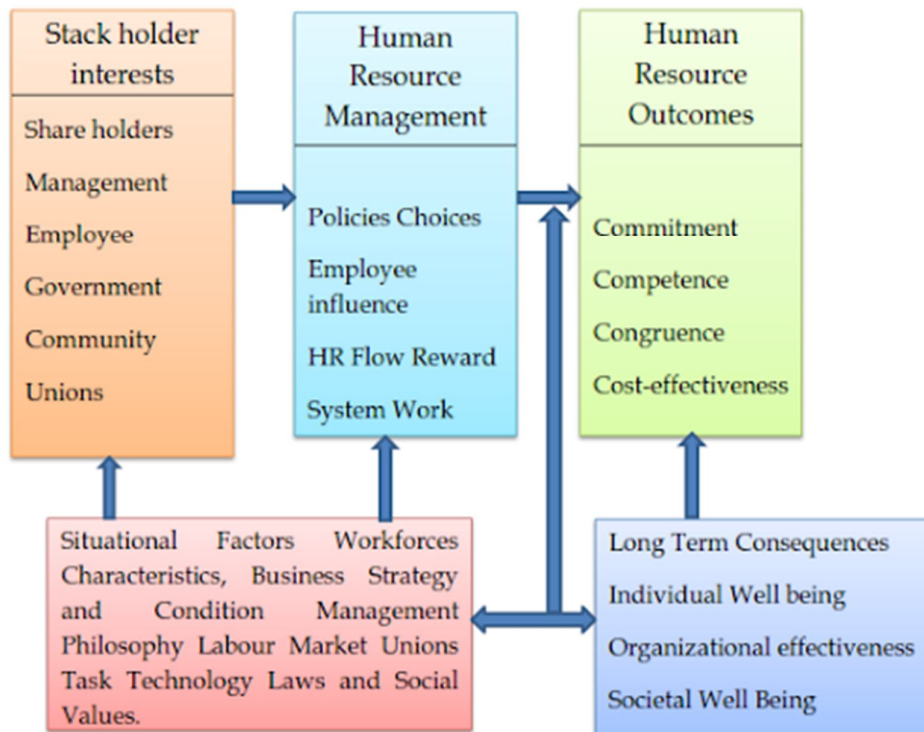 Stack holder
interests
Share holders
Management
Employee
Government
Community
Unions
Human
Resource
Management
Policies Choices
Employee
influence
HR Flow Reward
System Work
Human
Resource
Outcomes
Commitment
Competence
Congruence
Cost-effectiveness
Situational Factors Workforces
Characteristics, Business Strategy
and Condition Management
Philosophy Labour Market Unions
Task Technology Laws and Social
Values.
Long Term Consequences
Individual Well being
Organizational effectiveness
Societal Well Being